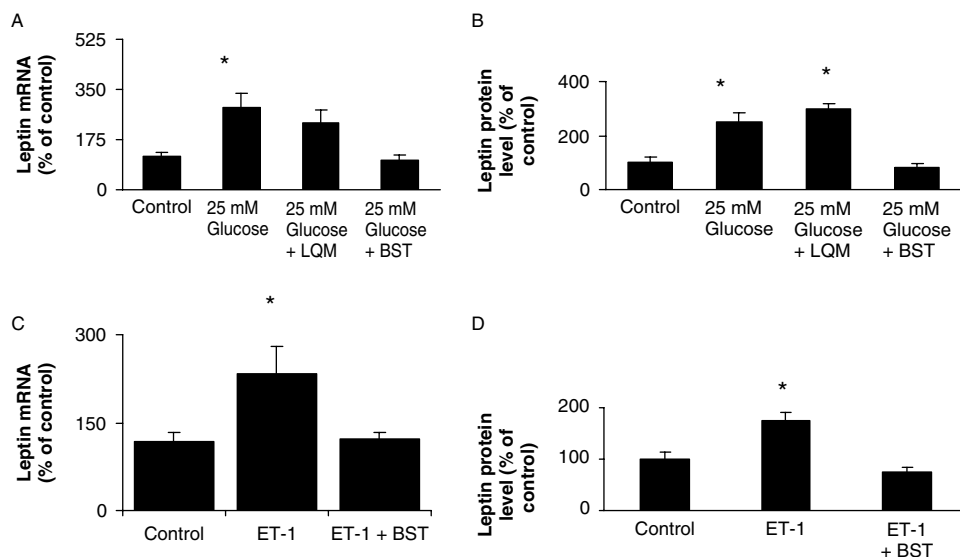 A
Leptin mRNA
(% of control)
525
350
175
0
*
Control
25 mM
Glucose
25 mM
Glucose
+ LQM
25 mM
Glucose
+ BST
B
Leptin protein
level (% of
control)
400
200
0
*
*
Control
25 mM
Glucose
25 mM
Glucose
+ LQM
25 mM
Glucose
+ BST
C
Leptin mRNA
(% of control)
300
150
0
*
Control
ET-1
ET-1 + BST
D
Leptin protein
level (% of
control)
200
100
0
*
Control
ET-1
ET-1
+ BST